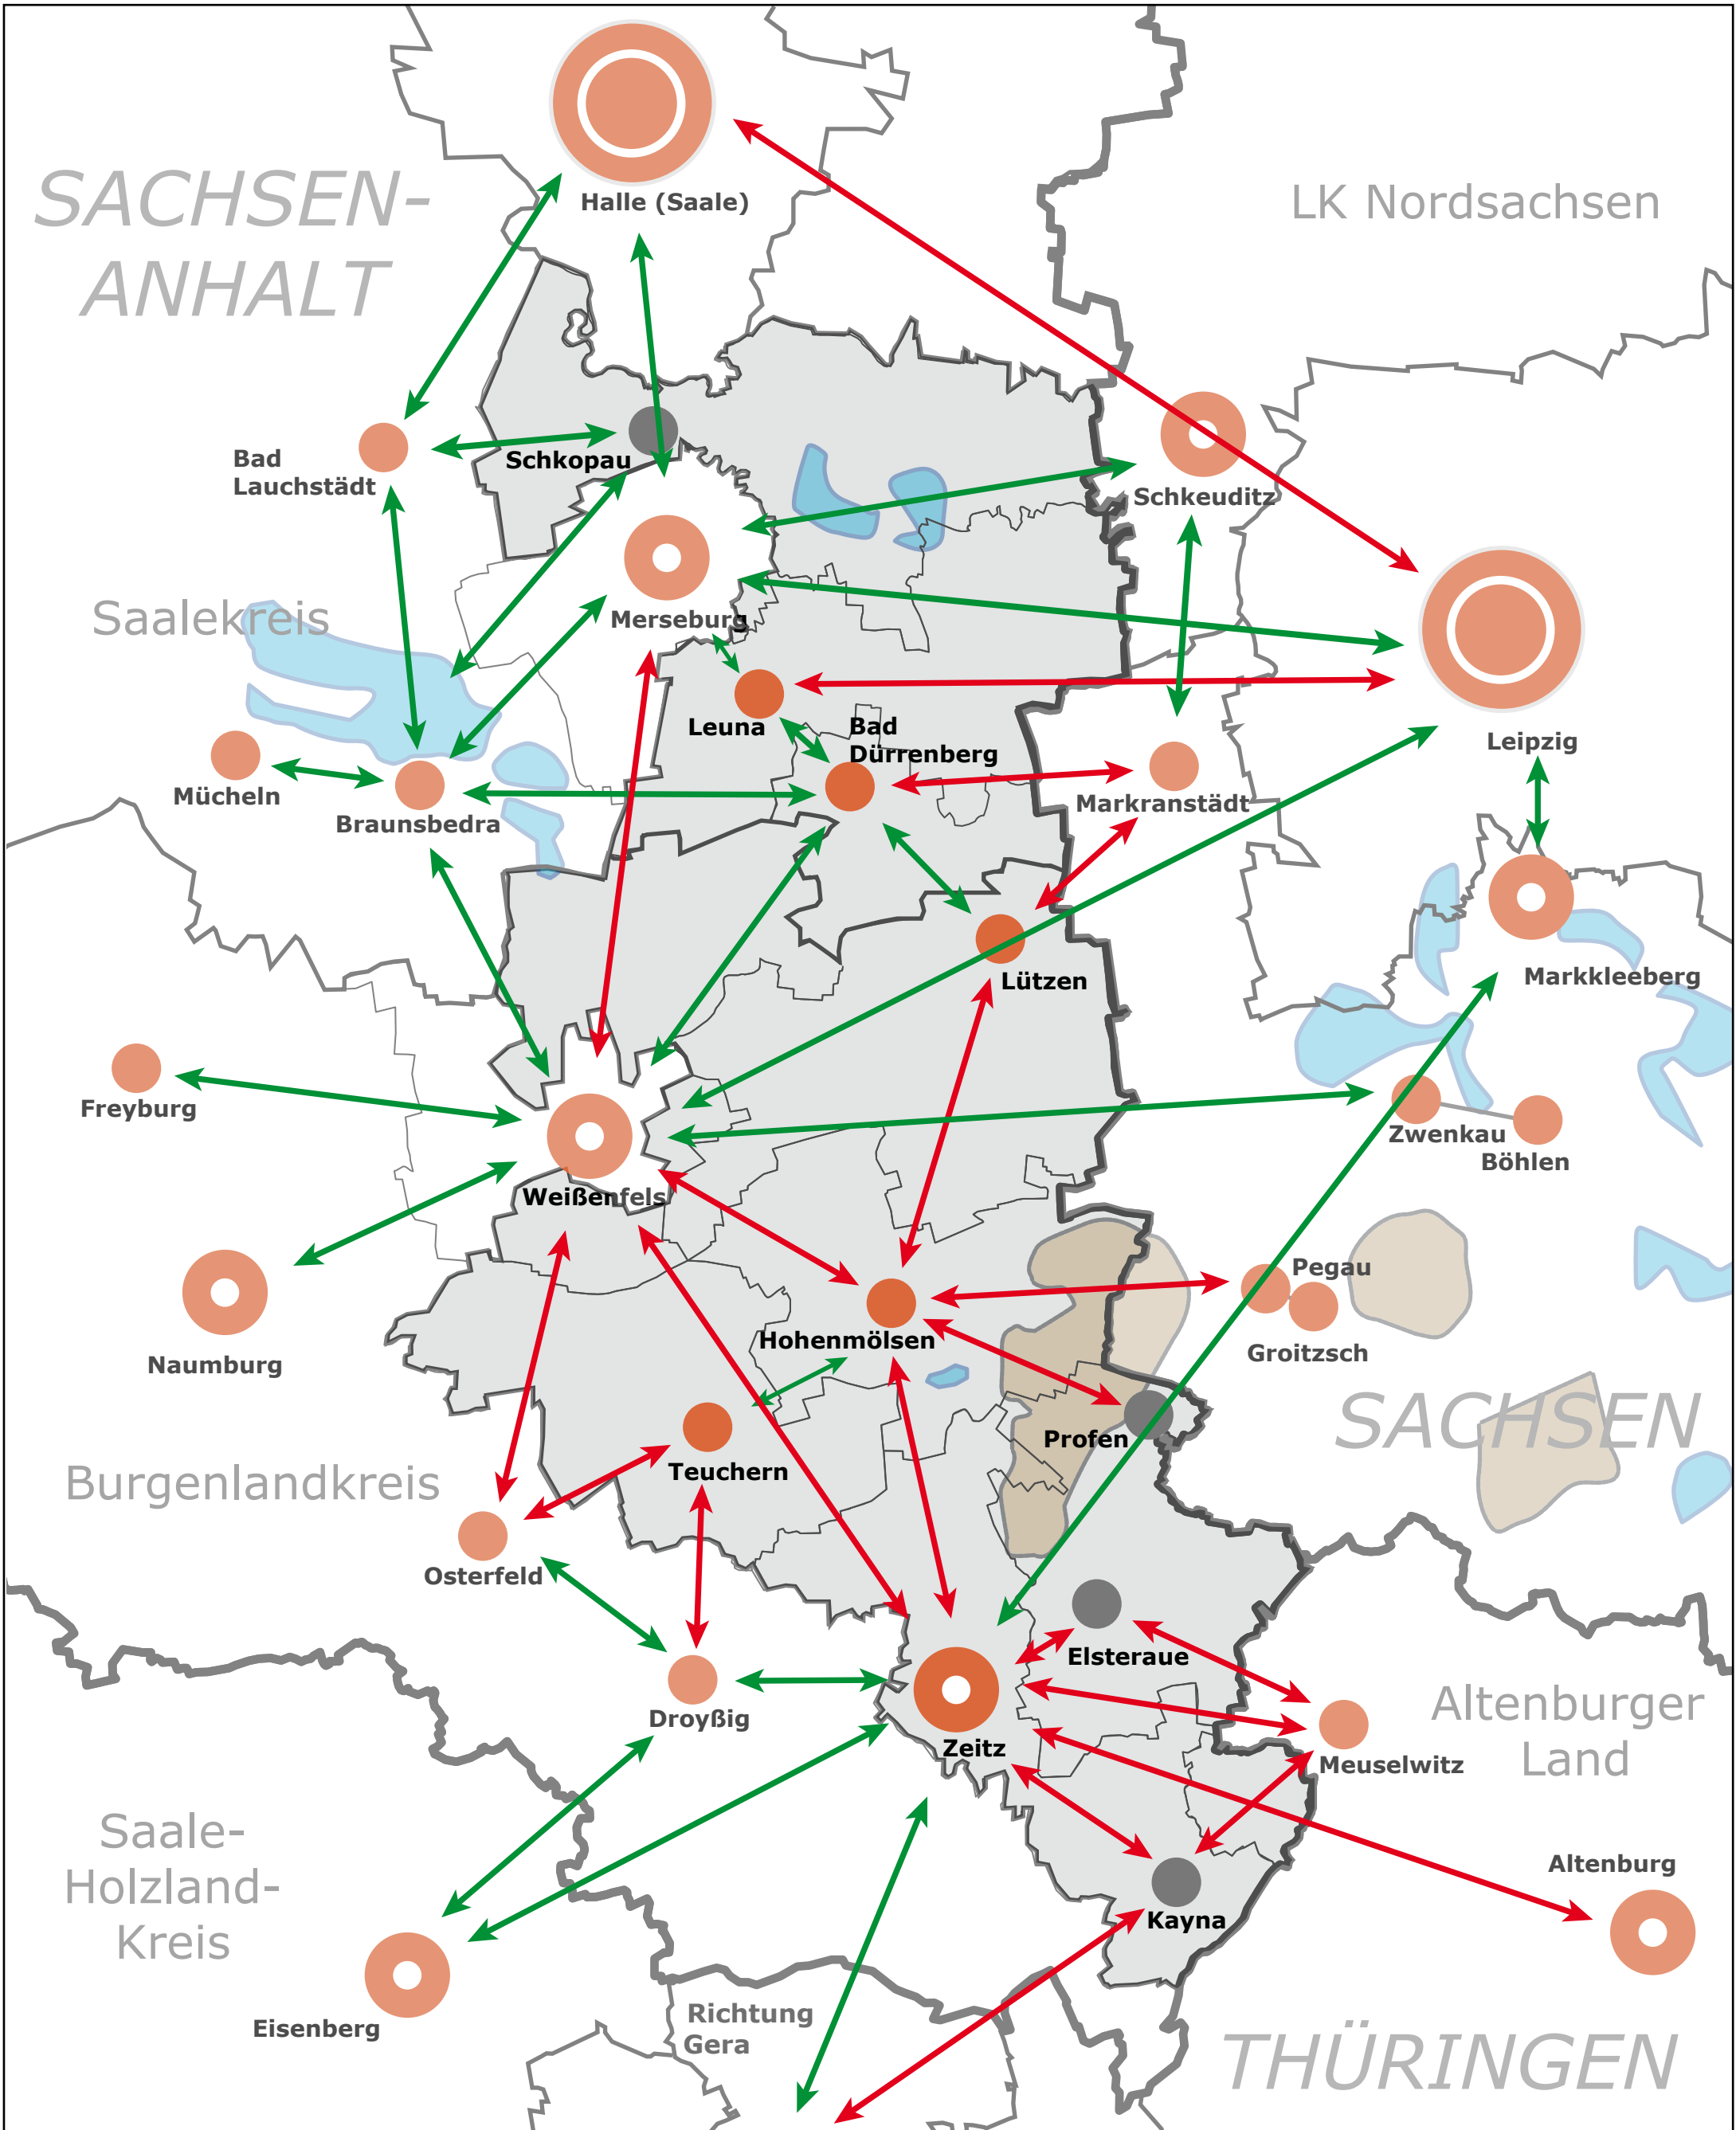 SACHSEN-
ANHALT
Halle (Saale)
LK Nordsachsen
Bad
Lauchstädt
Schkopau
Schkeuditz
Saalekreis
Merseburg
Leuna
Bad
Dürrenberg
Leipzig
Mücheln
Braunsbedra
Markranstädt
Lützen
Markkleeberg
Freyburg
Zwenkau
Böhlen
Weißenfels
Naumburg
Pegau
Hohenmölsen
Groitzsch
SACHSEN
Profen
Burgenlandkreis
Teuchern
Osterfeld
Elsteraue
Droyßig
Altenburger
Land
Zeitz
Meuselwitz
Saale-
Holzland-
Kreis
Altenburg
Kayna
Eisenberg
Richtung
Gera
THÜRINGEN